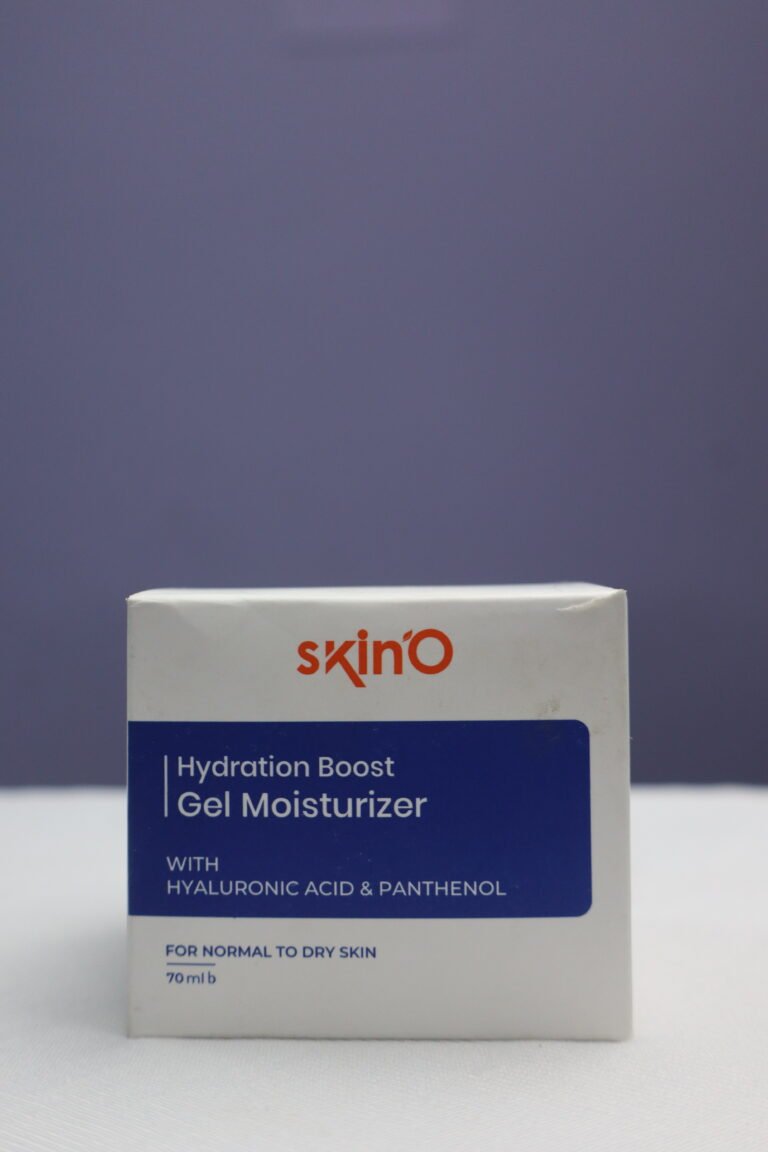 skin'O
Hydration Boost
Gel Moisturizer
WITH
HYALURONIC ACID & PANTHENOL
FOR NORMAL TO DRY SKIN
70 ml b